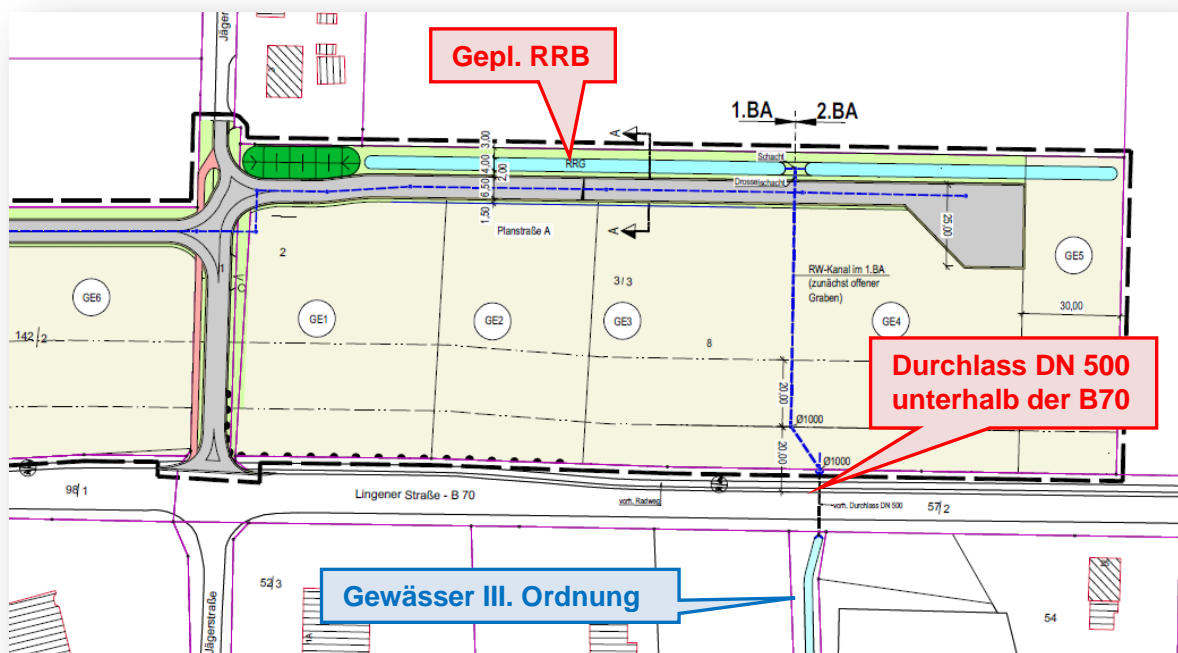 Jäger
3
Gepl. RRB
1.BA
2.BA
A
3,00
4,00
2,00
6,50
1,50
RRG
Schacht
Drosselschacht
A
Planstraße A
25,00
GE5
2
1
3/3
RW-Kanal im 1.BA
(zunächst offener
Graben)
30,00
GE6
GE1
GE2
GE3
GE4
142/2
8
Durchlass DN 500
unterhalb der B70
20,00
Ø1000
20,00
Ø1000
98/1
Lingener Straße - B 70
vorh. Radweg
vorh. Durchlass DN 500
57/2
52/3
Gewässer III. Ordnung
Jägerstraße
1A
54